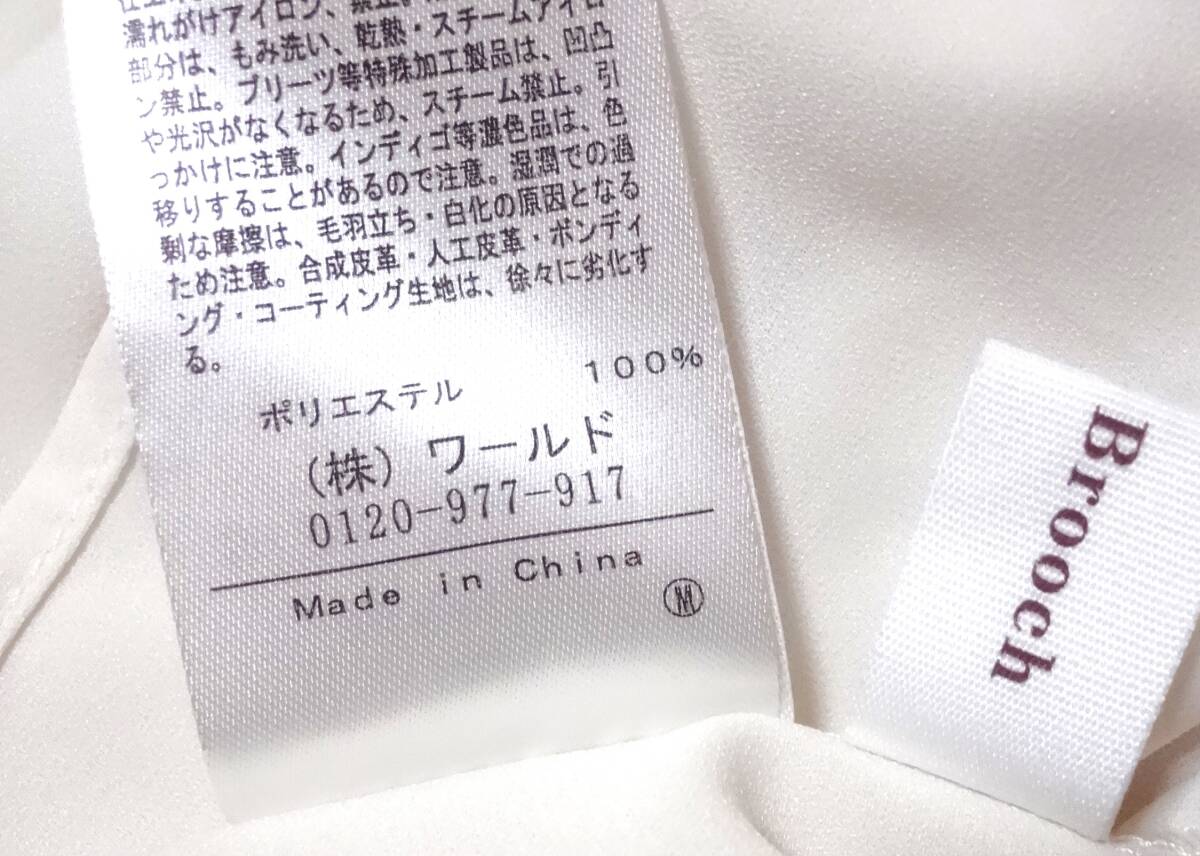 濡れがけアイロン、禁止。
部分は、もみ洗い、乾熱・スチームアイロ
ン禁止。プリーツ等特殊加工製品は、凹凸
や光沢がなくなるため、スチーム禁止。引
っかけに注意。インディゴ等濃色品は、色
移りすることがあるので注意。湿潤での過
剰な摩擦は、毛羽立ち・白化の原因となる
ため注意。合成皮革・人工皮革・ボンディ
ング・コーティング生地は、徐々に劣化す
る。
ポリエステル 100%
(株) ワールド
0120-977-917
Made in China
M
Brooch